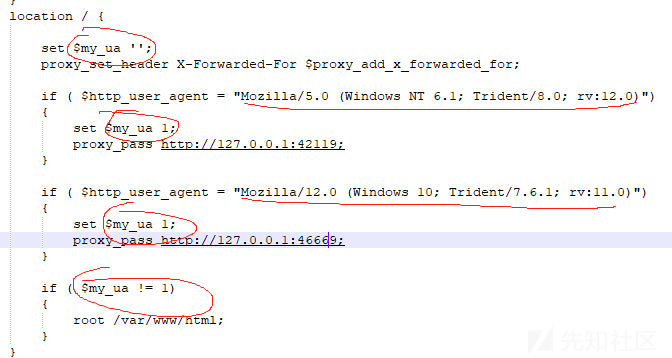 }
location / {
set $my_ua '';
proxy_set_header X-Forwarded-For $proxy_add_x_forwarded_for;
if ( $http_user_agent = "Mozilla/5.0 (Windows NT 6.1; Trident/8.0; rv:12.0)")
{
set $my_ua 1;
proxy_pass http://127.0.0.1:42119;
}
if ( $http_user_agent = "Mozilla/12.0 (Windows 10; Trident/7.6.1; rv:11.0)")
{
set $my_ua 1;
proxy_pass http://127.0.0.1:46669;
}
if ( $my_ua != 1)
{
root /var/www/html;
}
}
先知社区